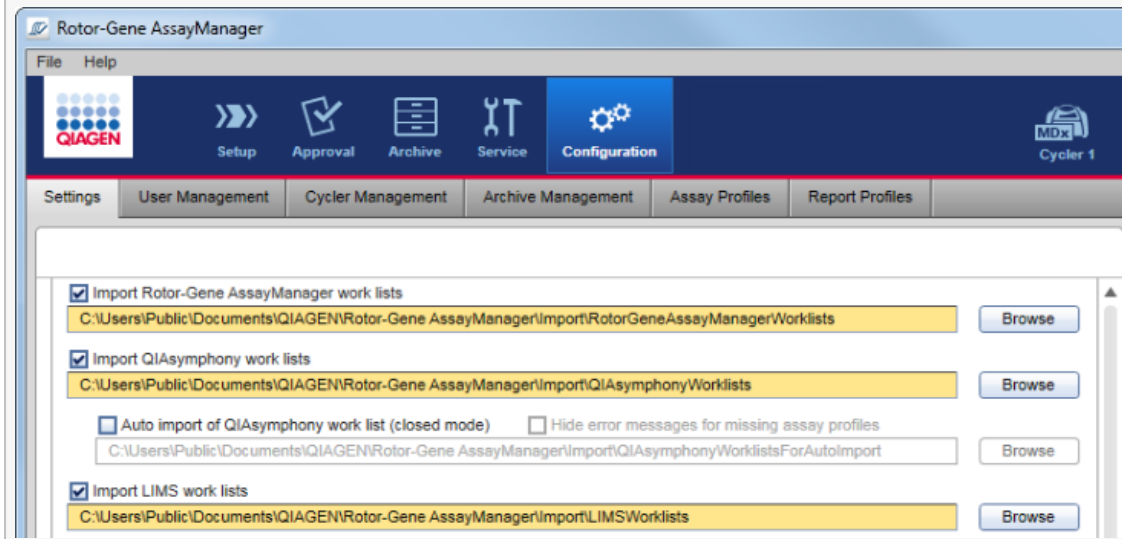 Rotor-Gene AssayManager
File Help
QIAGEN
Setup Approval Archive Service Configuration
MDx
Cycler 1
Settings User Management Cycler Management Archive Management Assay Profiles Report Profiles
Import Rotor-Gene AssayManager work lists
C:\Users\Public\Documents\QIAGEN\Rotor-Gene AssayManager\Import\RotorGeneAssayManagerWorklists Browse
Import QIAsymphony work lists
C:\Users\Public\Documents\QIAGEN\Rotor-Gene AssayManager\Import\QIAsymphonyWorklists Browse
Auto import of QIAsymphony work list (closed mode) Hide error messages for missing assay profiles
C:\Users\Public\Documents\QIAGEN\Rotor-Gene AssayManager\Import\QIAsymphonyWorklistsForAutoImport Browse
Import LIMS work lists
C:\Users\Public\Documents\QIAGEN\Rotor-Gene AssayManager\Import\LIMSWorklists Browse